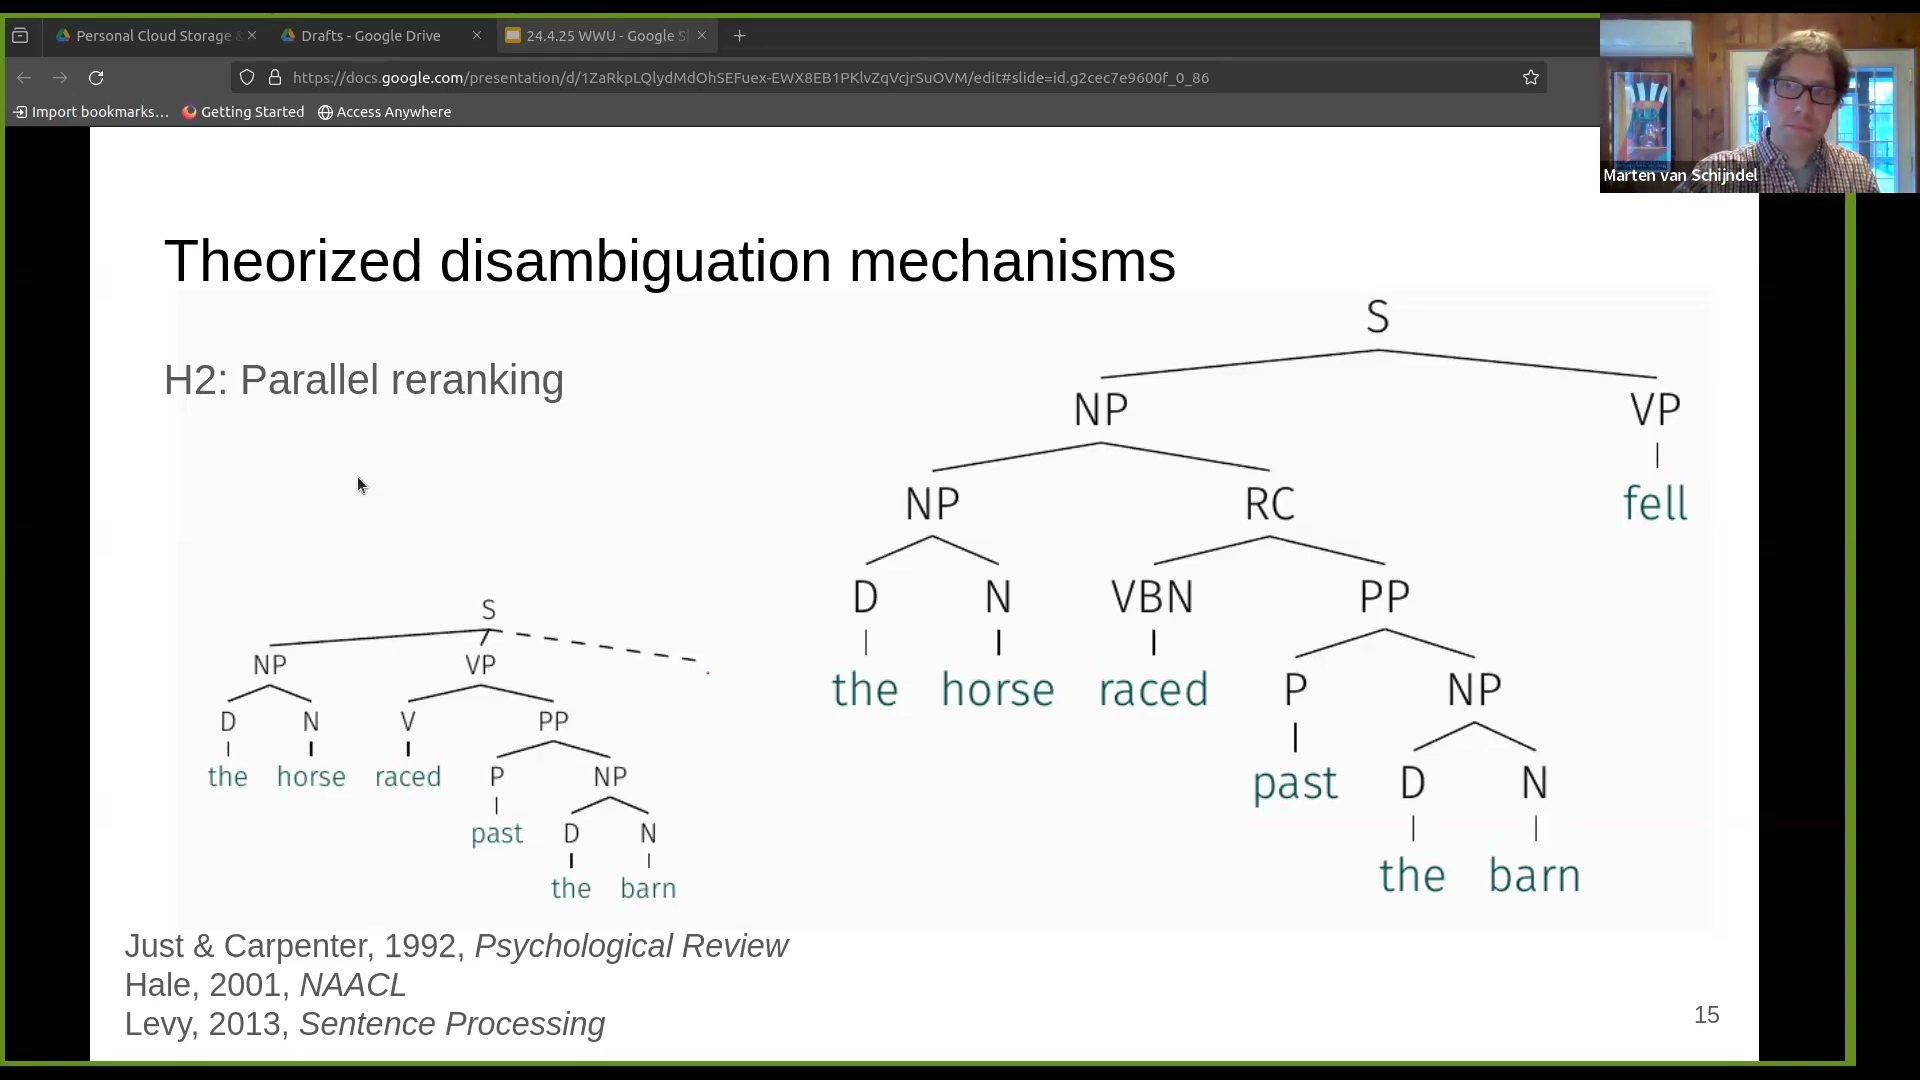 Personal Cloud Storage
Drafts - Google Drive
24.4.25 WWU - Google S
https://docs.google.com/presentation/d/1ZaRkpLQlydMdOhSEFuex-EWX8EB1PKlvZqVcjrSuOVM/edit#slide=id.g2cec7e9600f_0_86
Import bookmarks…
Getting Started
Access Anywhere
Marten van Schijndel
Theorized disambiguation mechanisms
H2: Parallel reranking
S
NP VP
D N V PP
the horse raced P NP
past D N
the barn
S
NP VP
NP RC fell
D N VBN PP
the horse raced P NP
past D N
the barn
Just & Carpenter, 1992, Psychological Review
Hale, 2001, NAACL
Levy, 2013, Sentence Processing
15